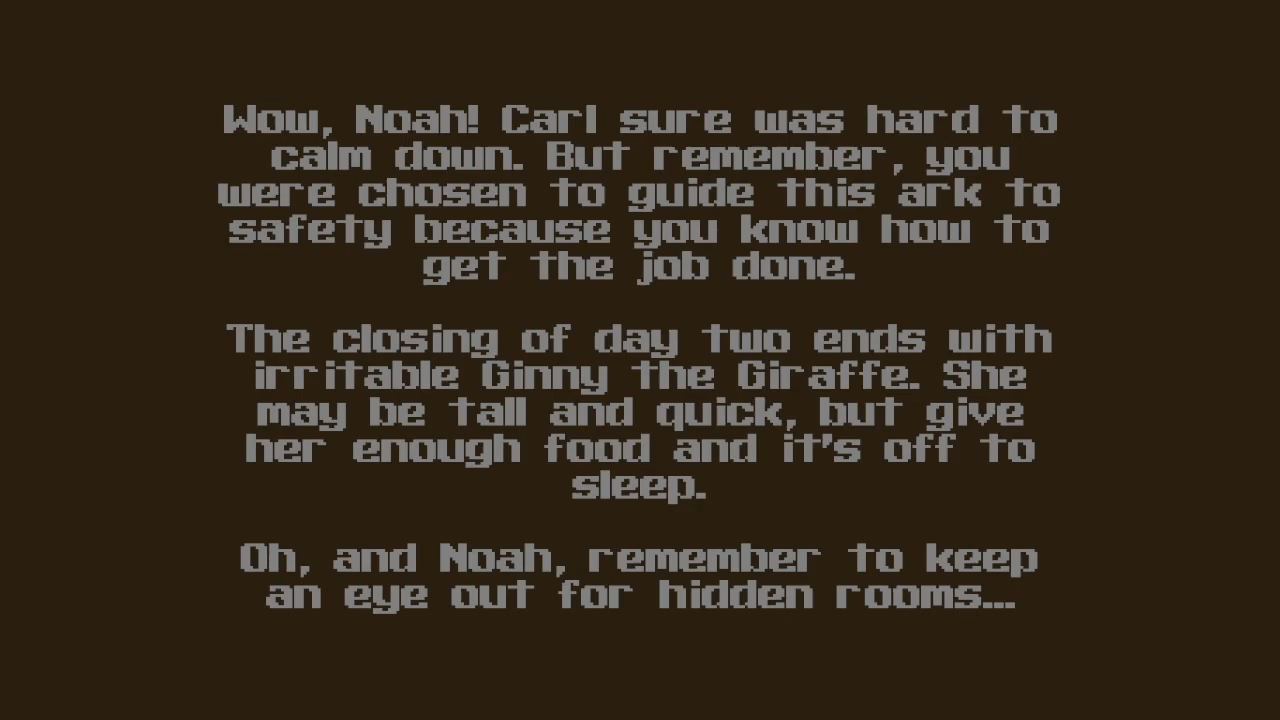 Wow, Noah! Carl sure was hard to
calm down. But remember, you
were chosen to guide this ark to
safety because you know how to
get the job done.
The closing of day two ends with
irritable Ginny the Giraffe. She
may be tall and quick, but give
her enough food and it's off to
sleep.
Oh, and Noah, remember to keep
an eye out for hidden rooms...